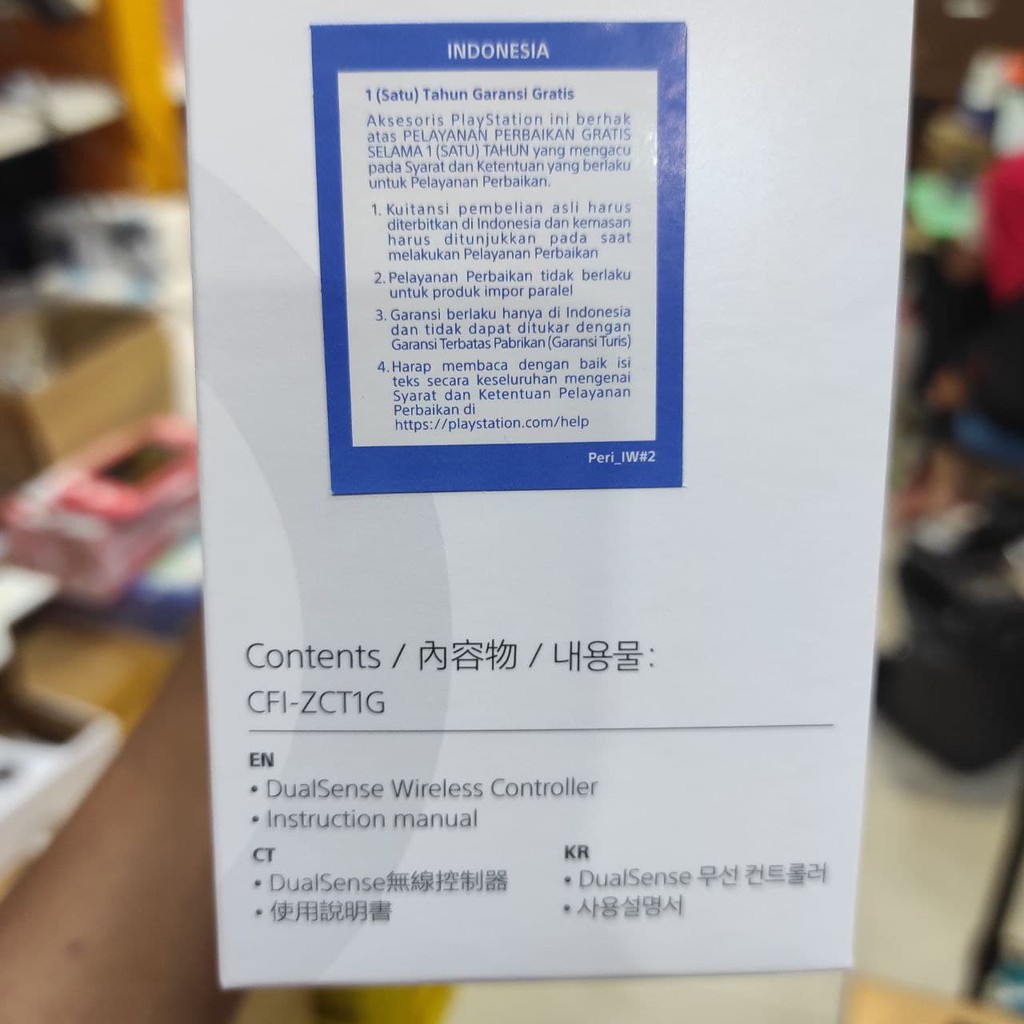 INDONESIA
1 (Satu) Tahun Garansi Gratis
Aksesoris PlayStation ini berhak
atas PELAYANAN PERBAIKAN GRATIS
SELAMA 1 (SATU) TAHUN yang mengacu
pada Syarat dan Ketentuan yang berlaku
untuk Pelayanan Perbaikan.
1. Kuitansi pembelian asli harus
diterbitkan di Indonesia dan kemasan
harus ditunjukkan pada saat
melakukan Pelayanan Perbaikan
2. Pelayanan Perbaikan tidak berlaku
untuk produk impor paralel
3. Garansi berlaku hanya di Indonesia
dan tidak dapat ditukar dengan
Garansi Terbatas Pabrikan (Garansi Turis)
4. Harap membaca dengan baik isi
teks secara keseluruhan mengenai
Syarat dan Ketentuan Pelayanan
Perbaikan di
https://playstation.com/help
Peri_IW#2
Contents / 內容物 / 내용물:
CFI-ZCT1G
EN
• DualSense Wireless Controller
• Instruction manual
CT
• DualSense無線控制器
• 使用說明書
KR
• DualSense 무선 컨트롤러
• 사용설명서